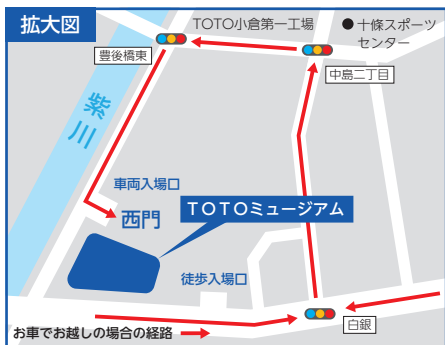 拡大図
TOTO小倉第一工場
●十條スポーツ
センター
豊後橋東
中島二丁目
紫川
車両入場口
西門
TOTOミュージアム
徒歩入場口
白銀
お車でお越しの場合の経路